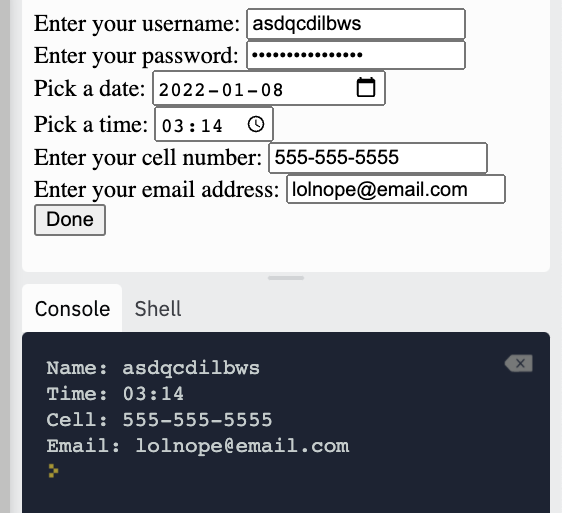 Enter your username: asdqcdilbws
Enter your password: ••••••••••••••••
Pick a date: 2022-01-08
Pick a time: 03:14
Enter your cell number: 555-555-5555
Enter your email address: lolnope@email.com
Done
Console Shell
Name: asdqcdilbws
Time: 03:14
Cell: 555-555-5555
Email: lolnope@email.com